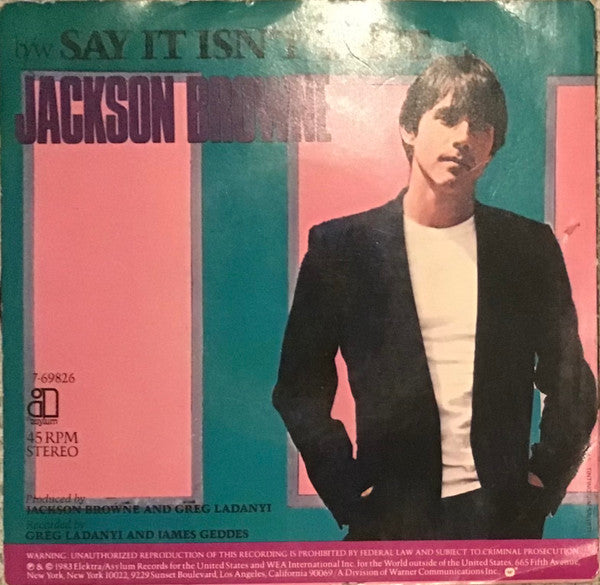 b/w SAY IT ISN'T
JACKSON BROWNE
7-69826
asylum
45 RPM
STEREO
Produced by
JACKSON BROWNE AND GREG LADANYI
Recorded by
GREG LADANYI AND JAMES GEDDES
WARNING: UNAUTHORIZED REPRODUCTION OF THIS RECORDING IS PROHIBITED BY FEDERAL LAW AND SUBJECT TO CRIMINAL PROSECUTION.
℗ & © 1983 Elektra/Asylum Records for the United States and WEA International Inc. for the World outside of the United States. 665 Fifth Avenue,
New York, New York 10022, 9229 Sunset Boulevard, Los Angeles, California 90069. A Division of Warner Communications Inc.